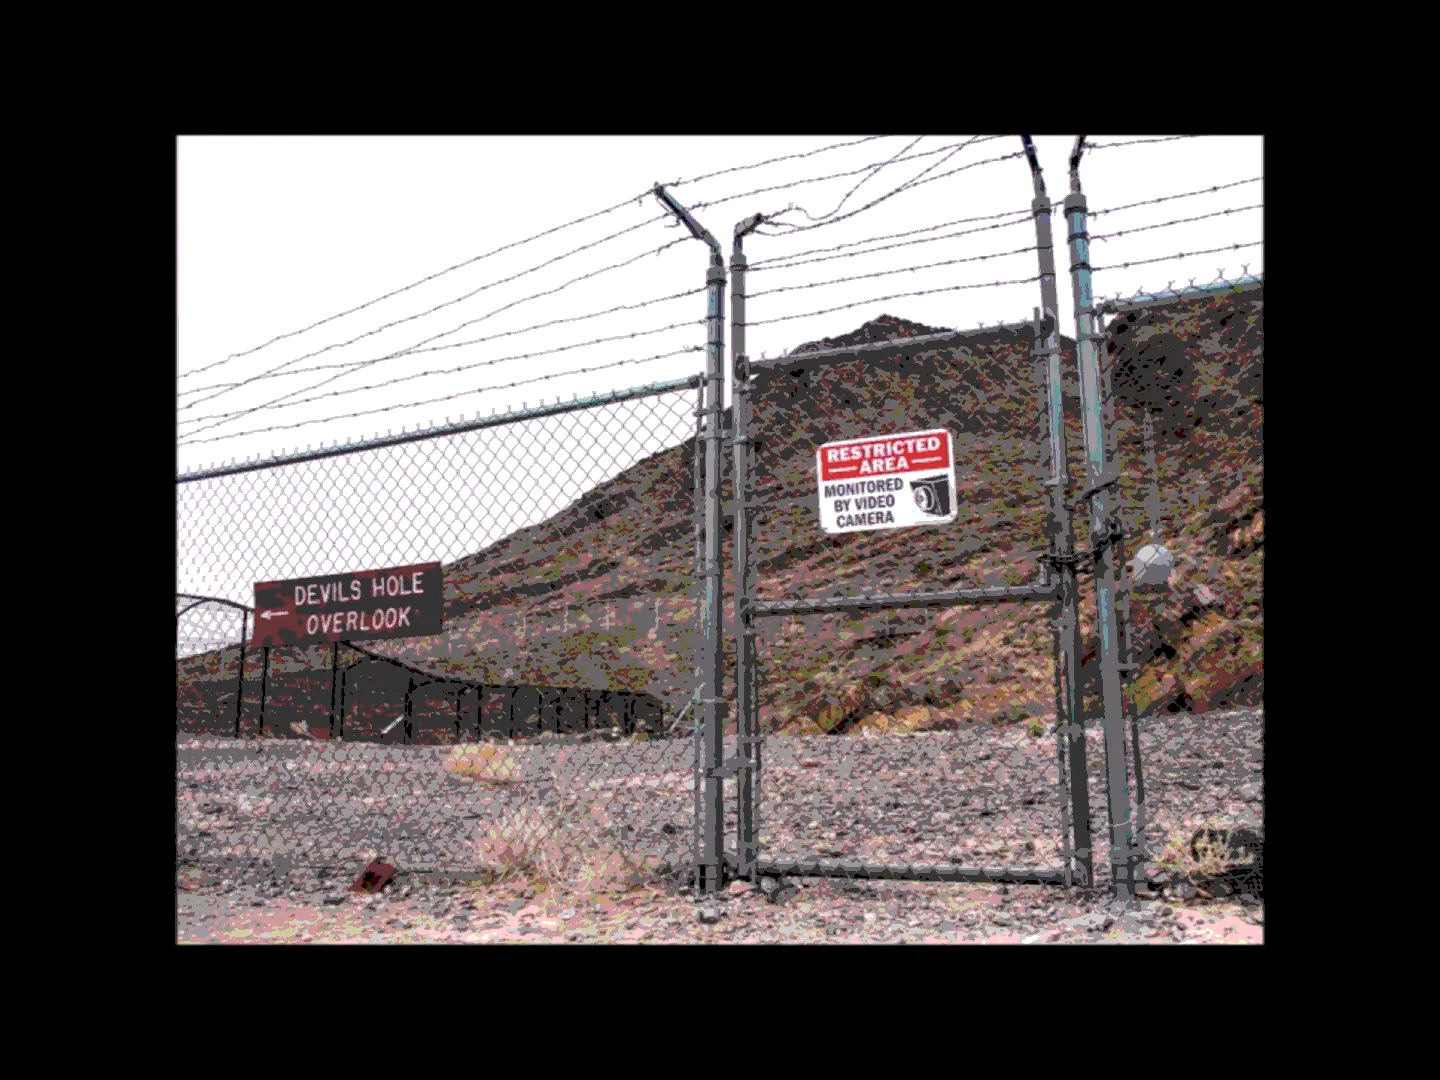 RESTRICTED
AREA
MONITORED
BY VIDEO
CAMERA
DEVILS HOLE
← OVERLOOK